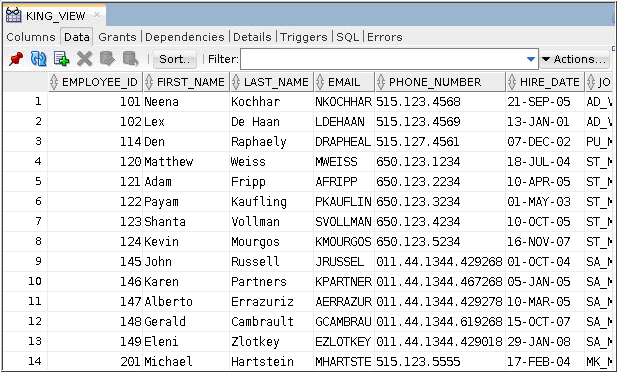 KING_VIEW
Columns Data Grants Dependencies Details Triggers SQL Errors
Sort.. Filter: Actions...
EMPLOYEE_ID FIRST_NAME LAST_NAME EMAIL PHONE_NUMBER HIRE_DATE JO
1 101 Neena Kochhar NKOCHHAR 515.123.4568 21-SEP-05 AD_V
2 102 Lex De Haan LDEHAAN 515.123.4569 13-JAN-01 AD_V
3 114 Den Raphaely DRAPHEAL 515.127.4561 07-DEC-02 PU_M
4 120 Matthew Weiss MWEISS 650.123.1234 18-JUL-04 ST_M
5 121 Adam Fripp AFRIPP 650.123.2234 10-APR-05 ST_M
6 122 Payam Kaufling PKAUFLIN 650.123.3234 01-MAY-03 ST_M
7 123 Shanta Vollman SVOLLMAN 650.123.4234 10-OCT-05 ST_M
8 124 Kevin Mourgos KMOURGOS 650.123.5234 16-NOV-07 ST_M
9 145 John Russell JRUSSEL 011.44.1344.429268 01-OCT-04 SA_M
10 146 Karen Partners KPARTNER 011.44.1344.467268 05-JAN-05 SA_M
11 147 Alberto Errazuriz AERRAZUR 011.44.1344.429278 10-MAR-05 SA_M
12 148 Gerald Cambrault GCAMBRAU 011.44.1344.619268 15-OCT-07 SA_M
13 149 Eleni Zlotkey EZLOTKEY 011.44.1344.429018 29-JAN-08 SA_M
14 201 Michael Hartstein MHARTSTE 515.123.5555 17-FEB-04 MK_M